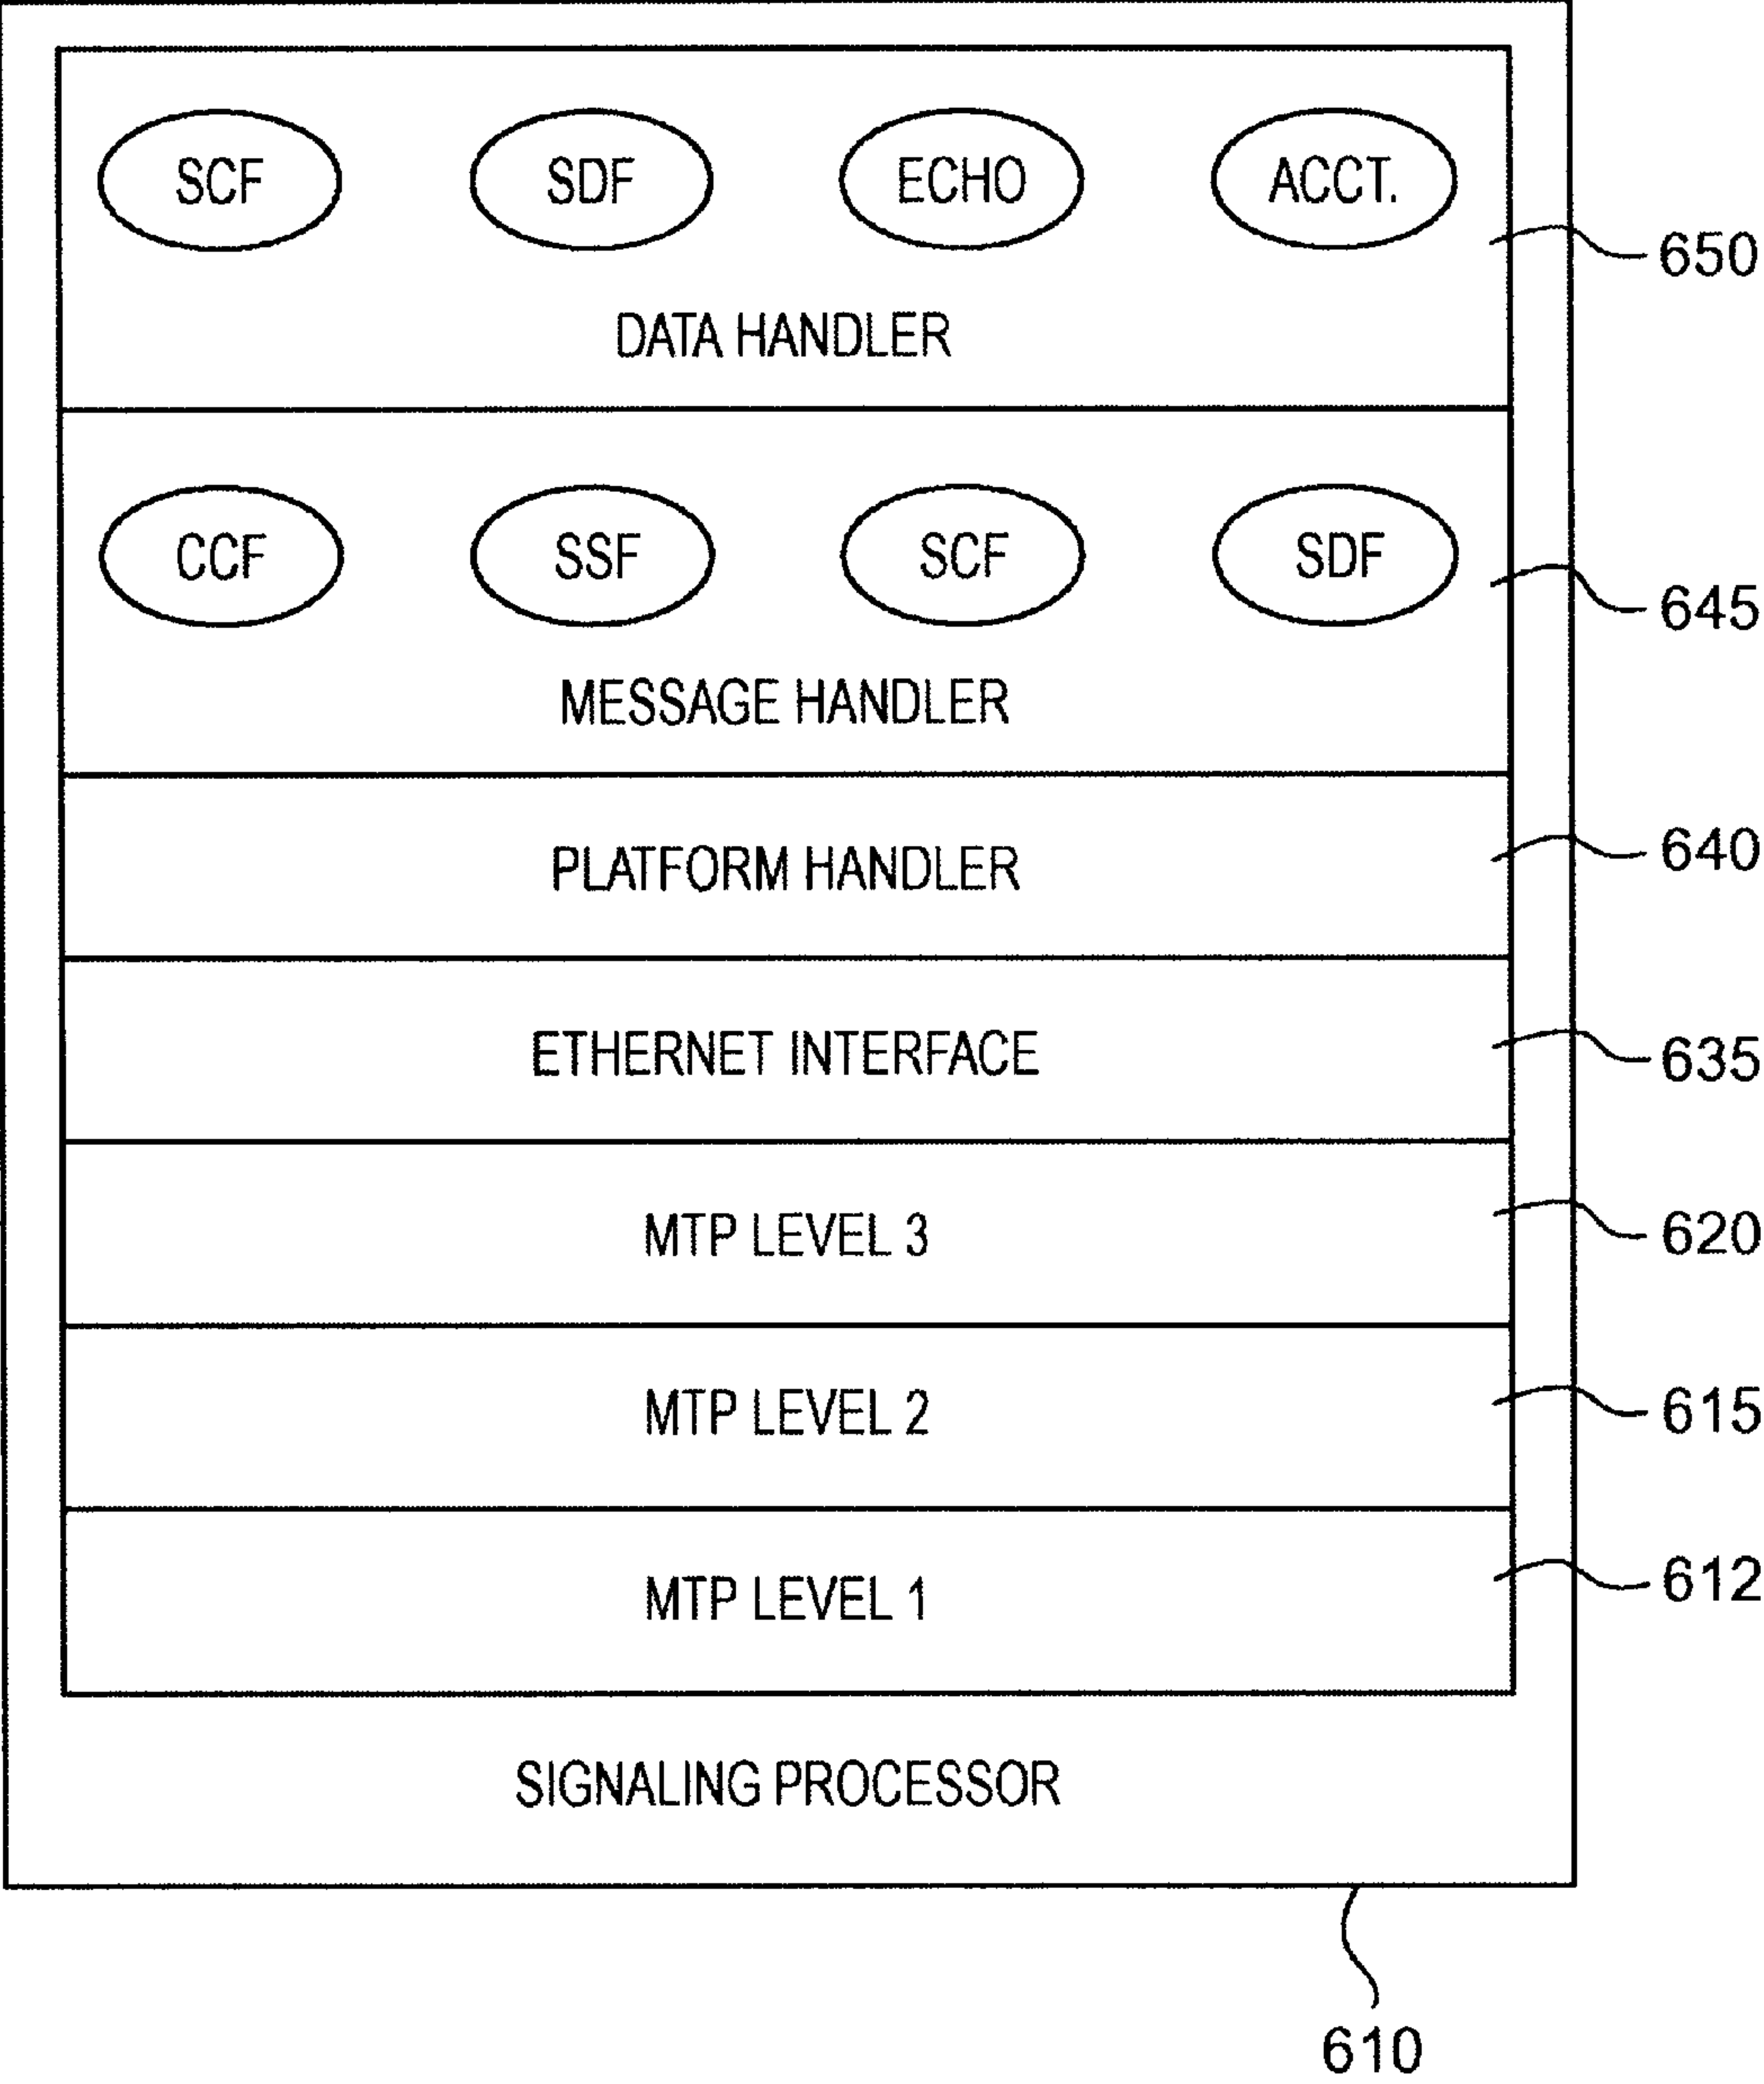 SCF SDF ECHO ACCT.
650
DATA HANDLER
CCF SSF SCF SDF
645
MESSAGE HANDLER
PLATFORM HANDLER 640
ETHERNET INTERFACE 635
MTP LEVEL 3 620
MTP LEVEL 2 615
MTP LEVEL 1 612
SIGNALING PROCESSOR
610